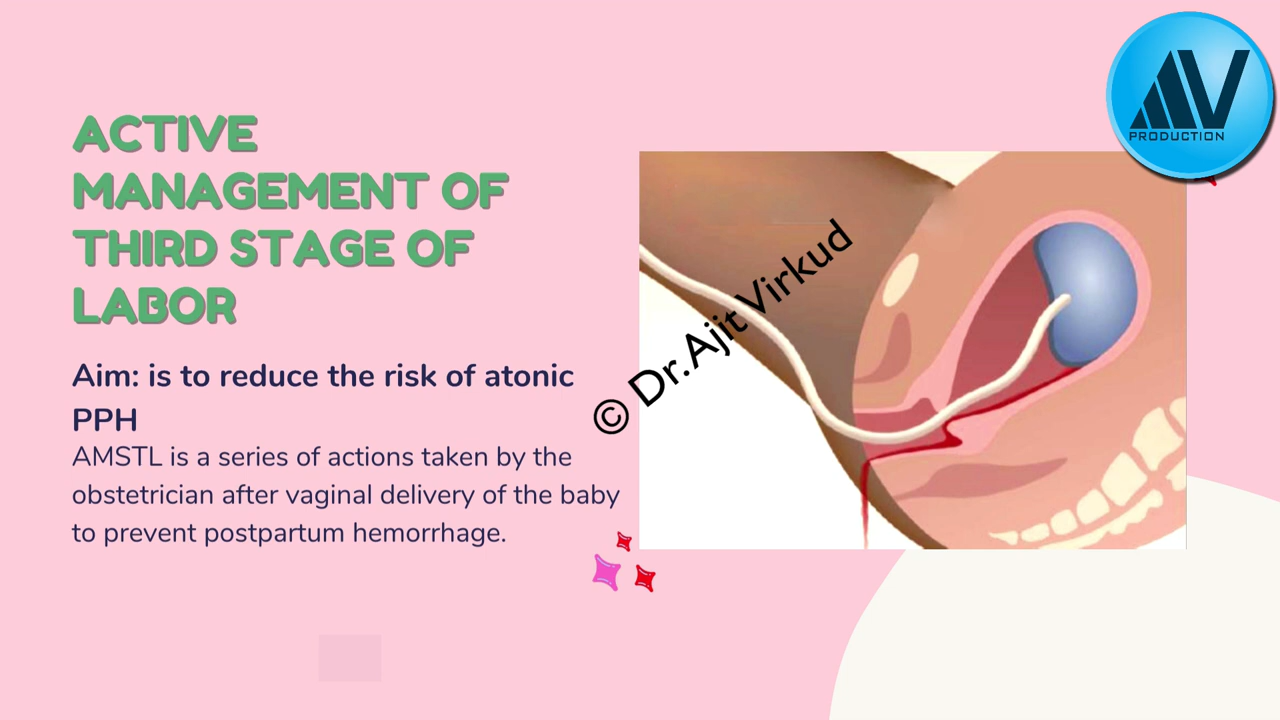 ACTIVE
MANAGEMENT OF
THIRD STAGE OF
LABOR
Aim: is to reduce the risk of atonic
PPH
AMSTL is a series of actions taken by the
obstetrician after vaginal delivery of the baby
to prevent postpartum hemorrhage.
© Dr.Ajit Virkud
AV
PRODUCTION